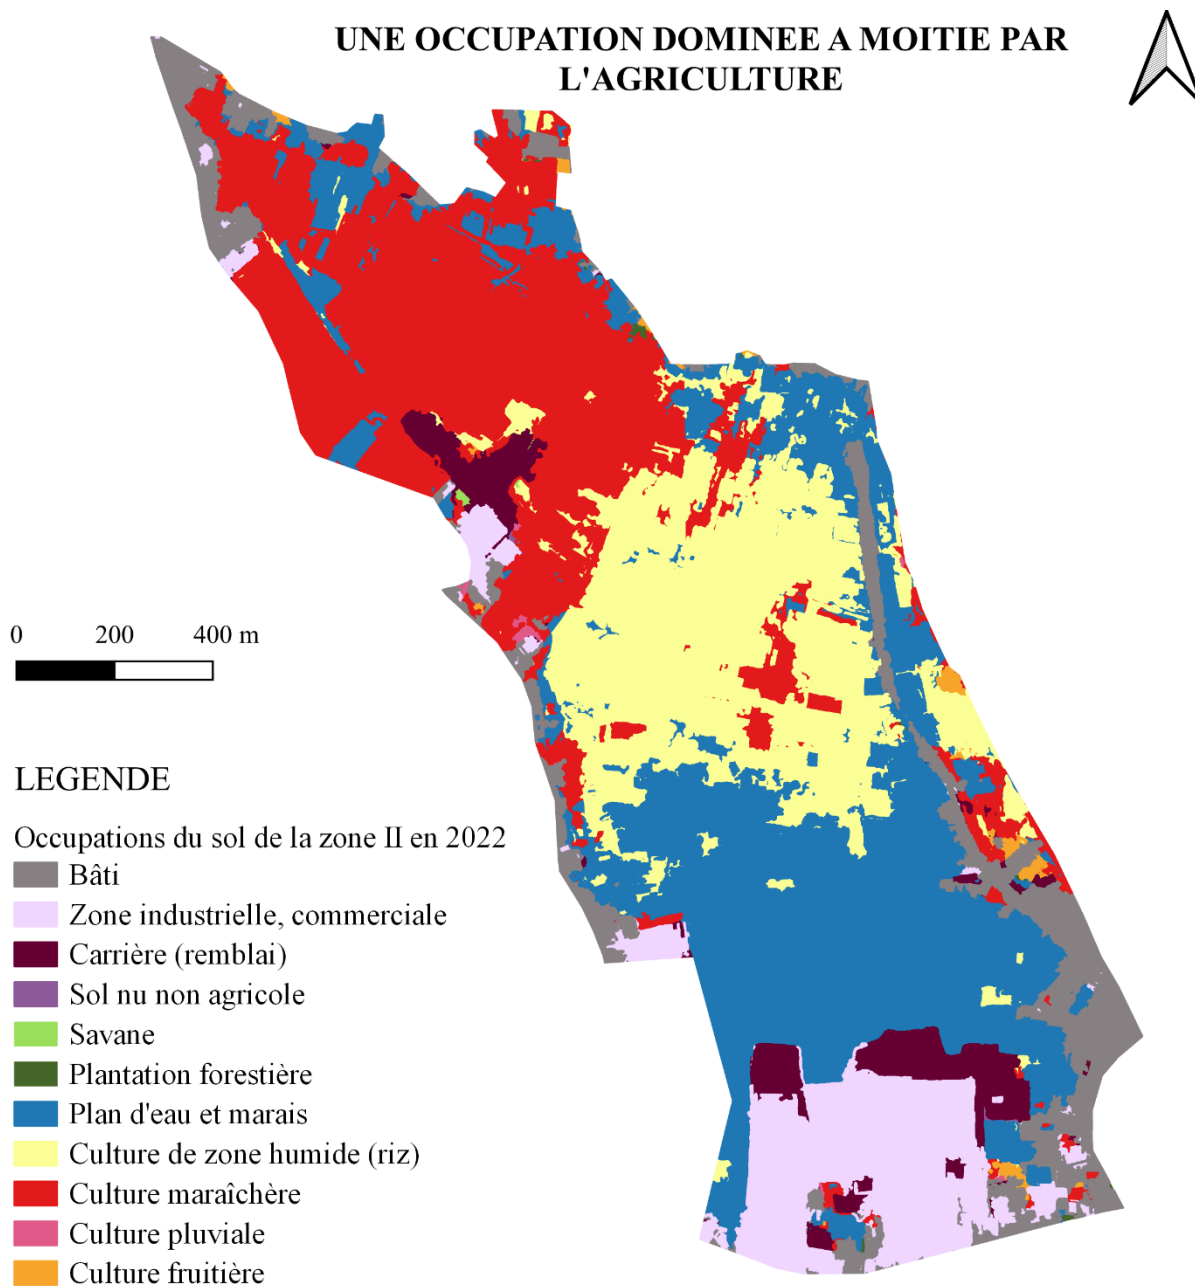 UNE OCCUPATION DOMINEE A MOITIE PAR
L'AGRICULTURE
0 200 400 m
LEGENDE
Occupations du sol de la zone II en 2022
Bâti
Zone industrielle, commerciale
Carrière (remblai)
Sol nu non agricole
Savane
Plantation forestière
Plan d'eau et marais
Culture de zone humide (riz)
Culture maraîchère
Culture pluviale
Culture fruitière